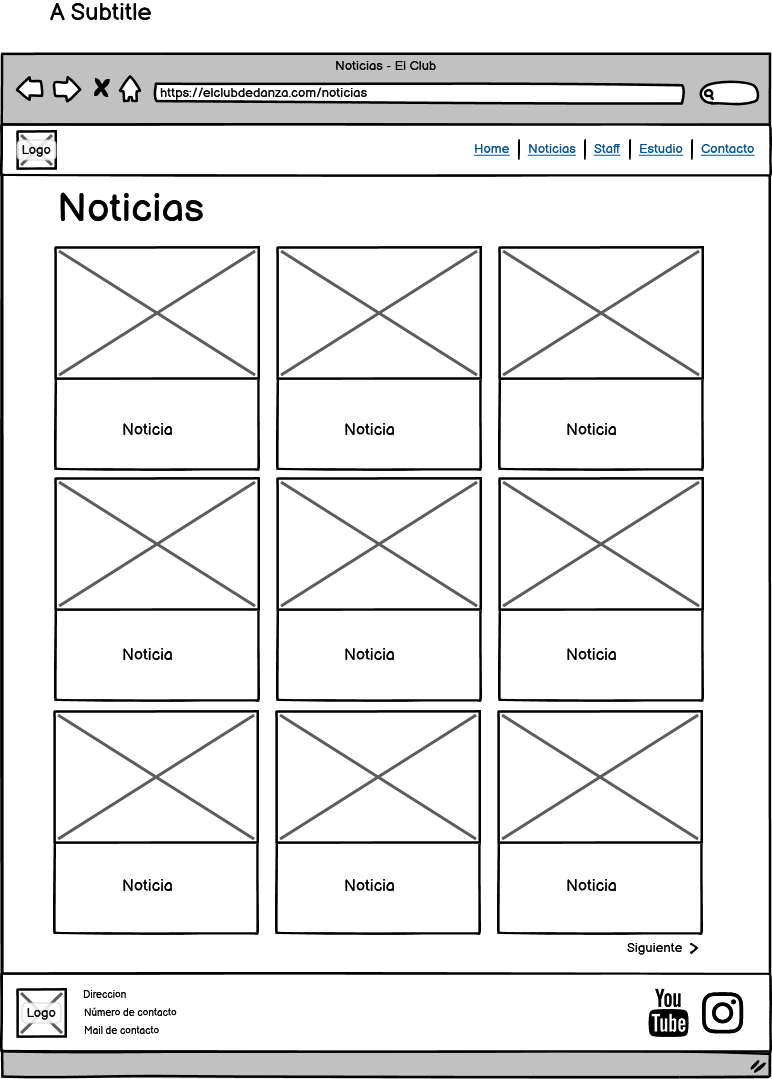 A Subtitle
Noticias - El Club
https://elclubdedanza.com/noticias
Logo
Home | Noticias | Staff | Estudio | Contacto
Noticias
Noticia Noticia Noticia
Noticia Noticia Noticia
Noticia Noticia Noticia
Siguiente
Logo
Direccion
Número de contacto
Mail de contacto
You
Tube